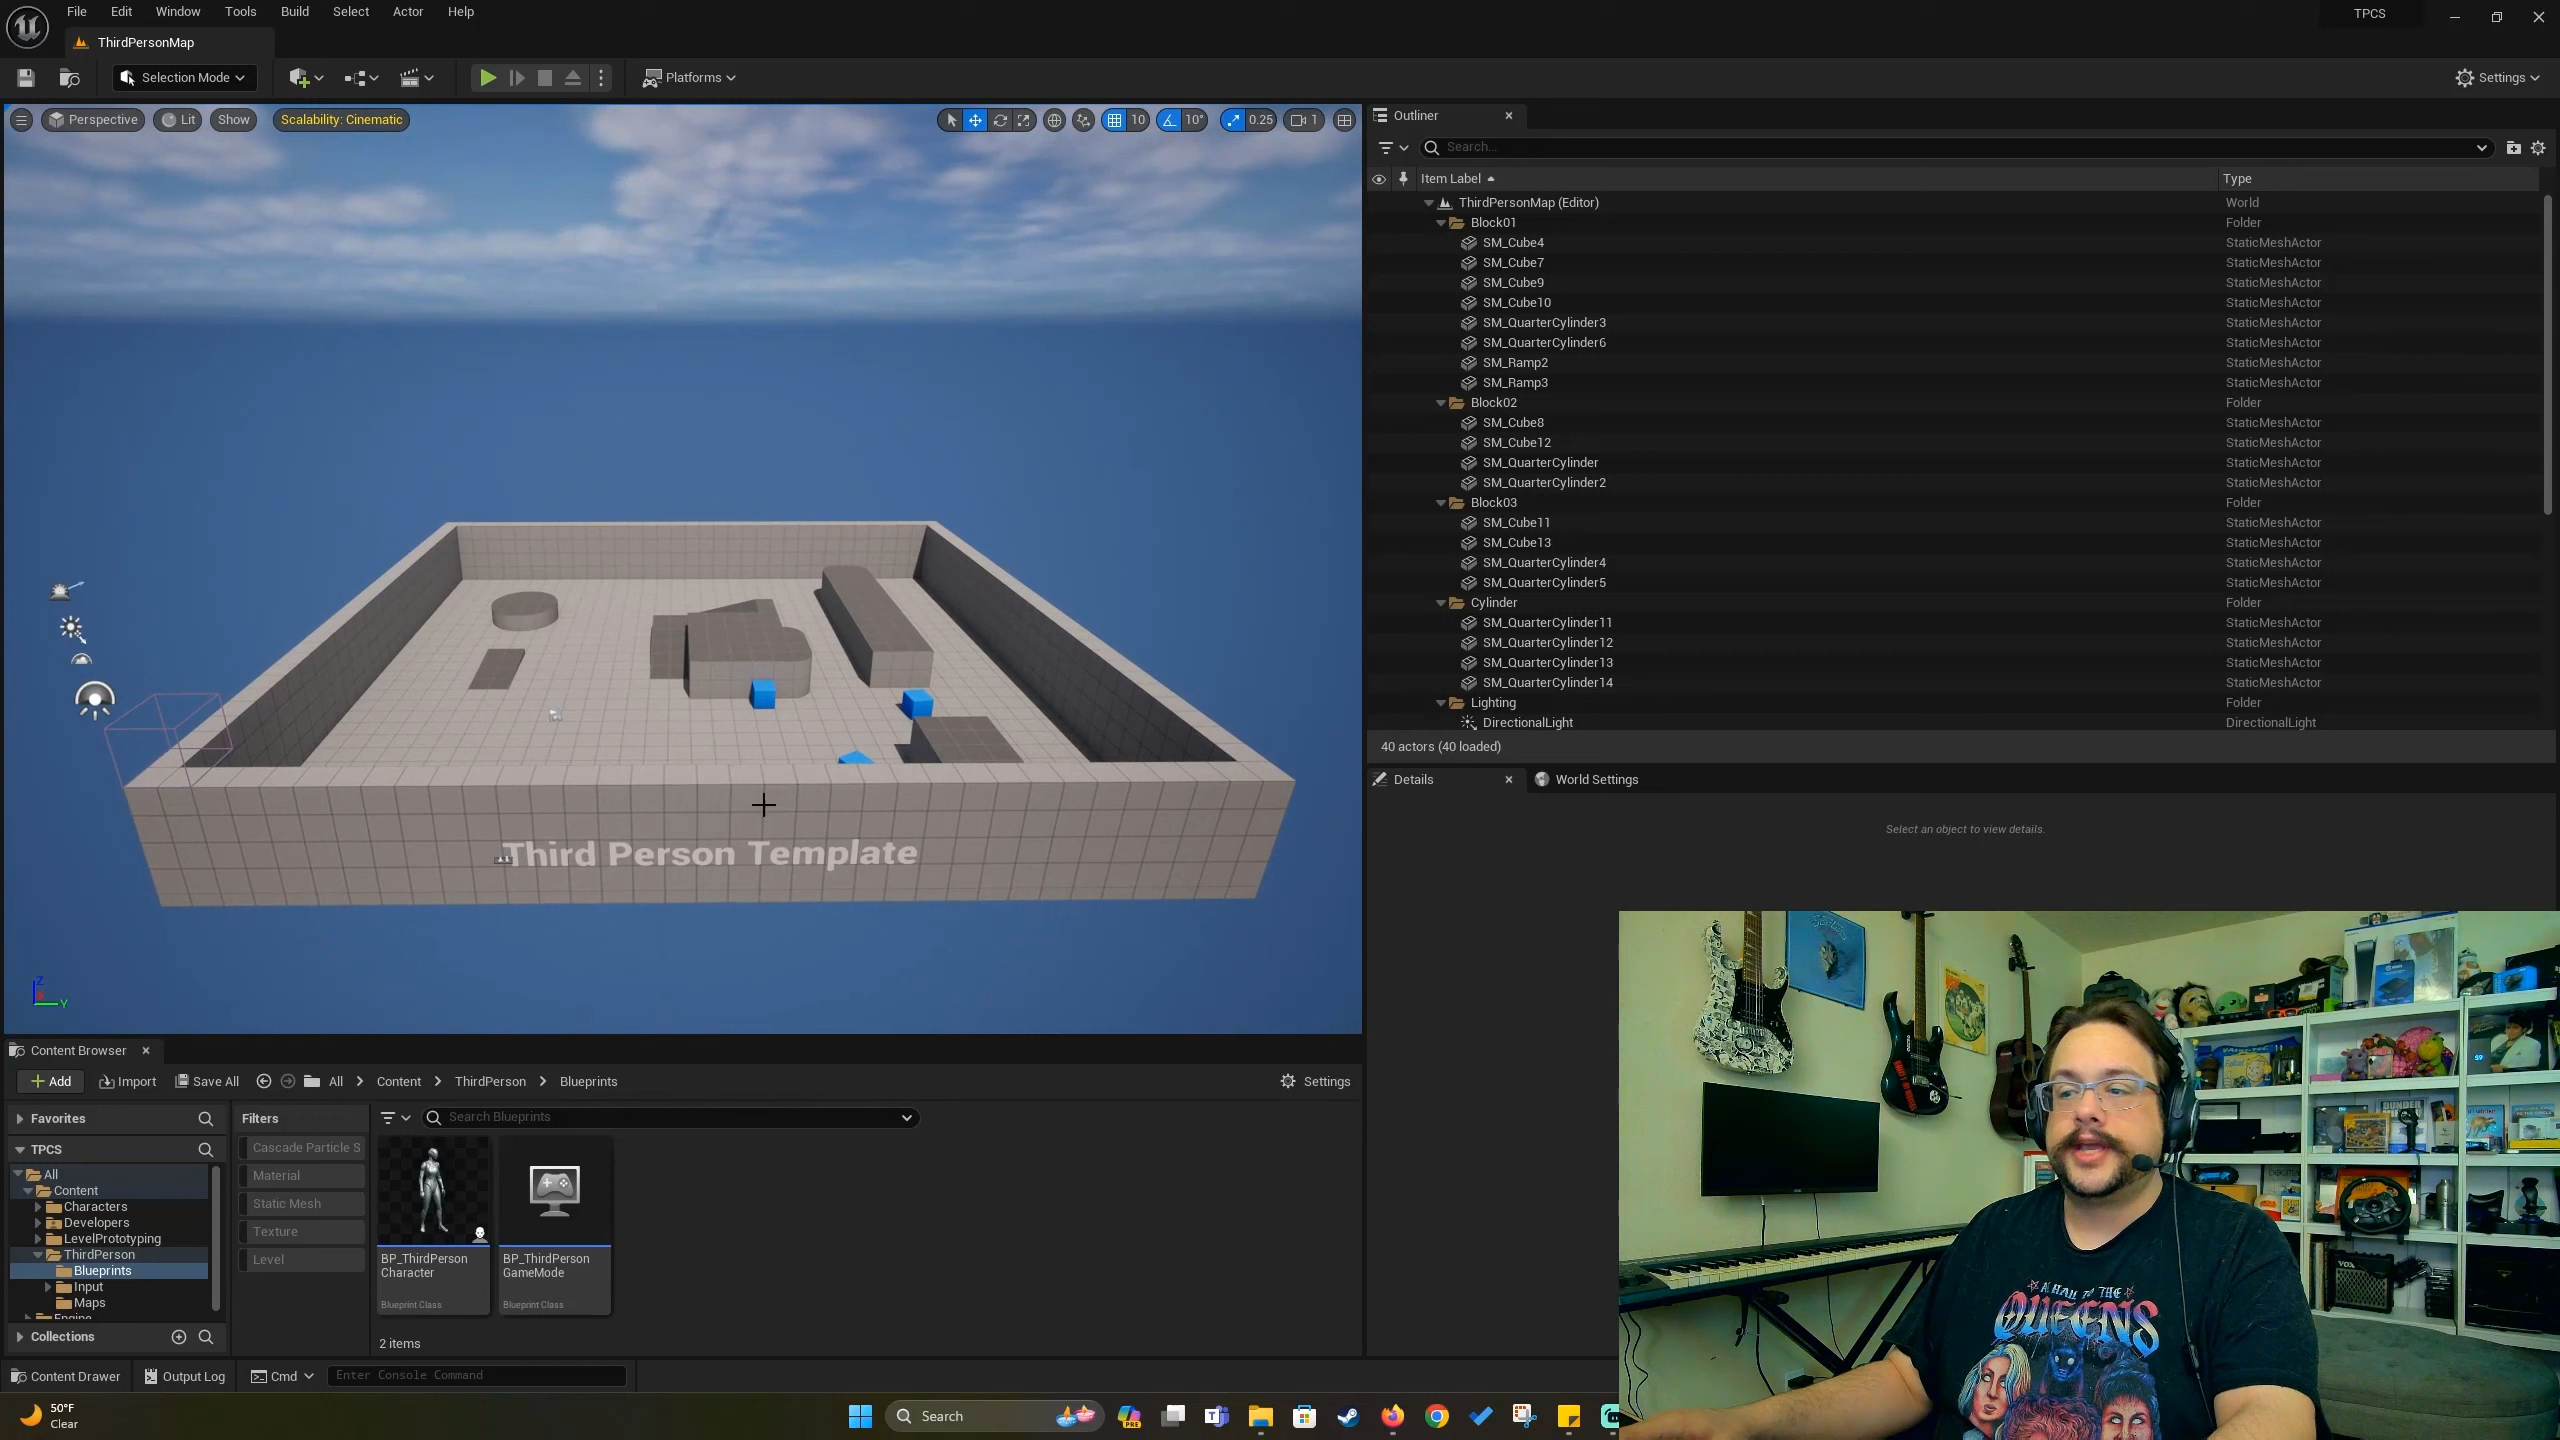 File Edit Window Tools Build Select Actor Help
TPCS
ThirdPersonMap
Selection Mode
Platforms
Settings
Perspective
Lit
Show
Scalability: Cinematic
10
10°
0.25
1
Third Person Template
Z
Y
Outliner
Search...
Item Label
Type
ThirdPersonMap (Editor) World
Block01 Folder
SM_Cube4 StaticMeshActor
SM_Cube7 StaticMeshActor
SM_Cube9 StaticMeshActor
SM_Cube10 StaticMeshActor
SM_QuarterCylinder3 StaticMeshActor
SM_QuarterCylinder6 StaticMeshActor
SM_Ramp2 StaticMeshActor
SM_Ramp3 StaticMeshActor
Block02 Folder
SM_Cube8 StaticMeshActor
SM_Cube12 StaticMeshActor
SM_QuarterCylinder StaticMeshActor
SM_QuarterCylinder2 StaticMeshActor
Block03 Folder
SM_Cube11 StaticMeshActor
SM_Cube13 StaticMeshActor
SM_QuarterCylinder4 StaticMeshActor
SM_QuarterCylinder5 StaticMeshActor
Cylinder Folder
SM_QuarterCylinder11 StaticMeshActor
SM_QuarterCylinder12 StaticMeshActor
SM_QuarterCylinder13 StaticMeshActor
SM_QuarterCylinder14 StaticMeshActor
Lighting Folder
DirectionalLight DirectionalLight
40 actors (40 loaded)
Details
World Settings
Select an object to view details.
Content Browser
Add
Import
Save All
All
Content
ThirdPerson
Blueprints
Settings
Favorites
TPCS
All
Content
Characters
Developers
LevelPrototyping
ThirdPerson
Blueprints
Input
Maps
Engine
Collections
Filters
Cascade Particle S
Material
Static Mesh
Texture
Level
Search Blueprints
BP_ThirdPerson
Character
Blueprint Class
BP_ThirdPerson
GameMode
Blueprint Class
2 items
Content Drawer
Output Log
Cmd
Enter Console Command
50°F
Clear
Search
PRE
VOX
QUEENS